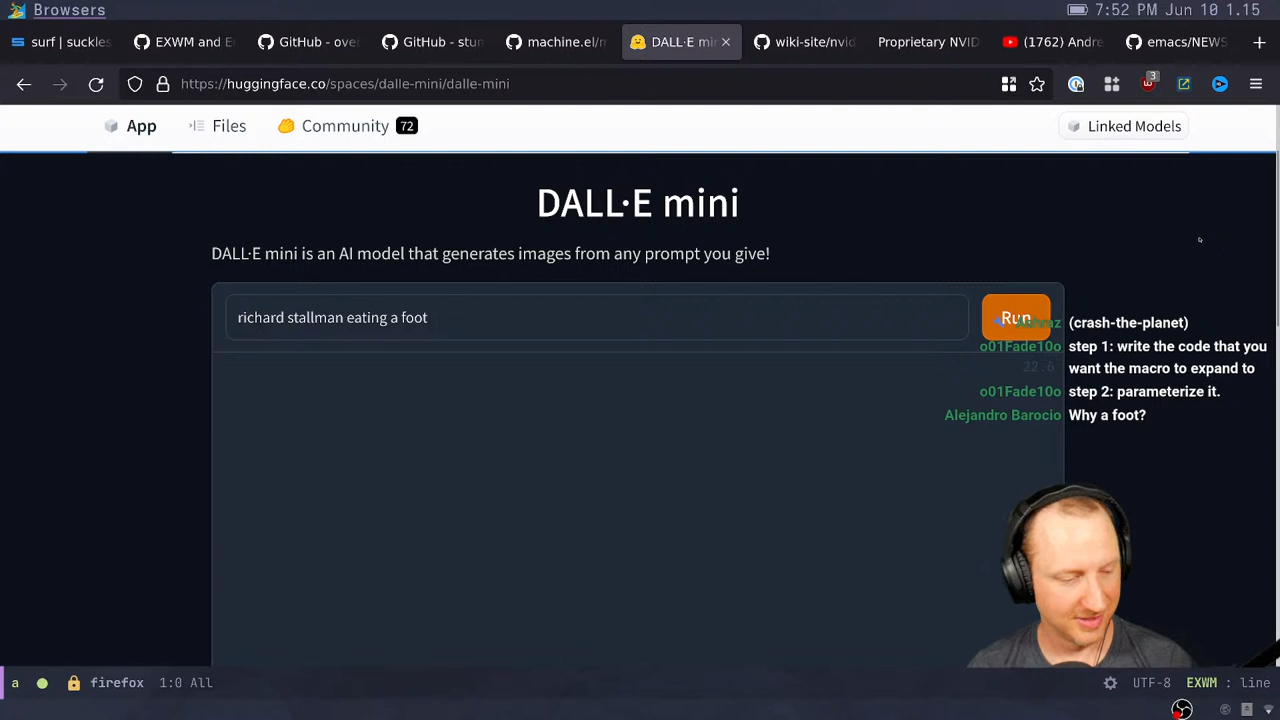 Browsers
7:52 PM Jun 10 1.15
surf | suckles
EXWM and E
GitHub - ove
GitHub - stun
machine.el/m
DALL·E mi
wiki-site/nvid
Proprietary NVID
(1762) Andre
emacs/NEWS
https://huggingface.co/spaces/dalle-mini/dalle-mini
3
App
Files
Community 72
Linked Models
DALL·E mini
DALL·E mini is an AI model that generates images from any prompt you give!
richard stallman eating a foot
Run
(crash-the-planet)
o01Fade10o step 1: write the code that you
want the macro to expand to
22.6
o01Fade10o step 2: parameterize it.
Alejandro Barocio Why a foot?
a firefox 1:0 All
UTF-8 EXWM : line